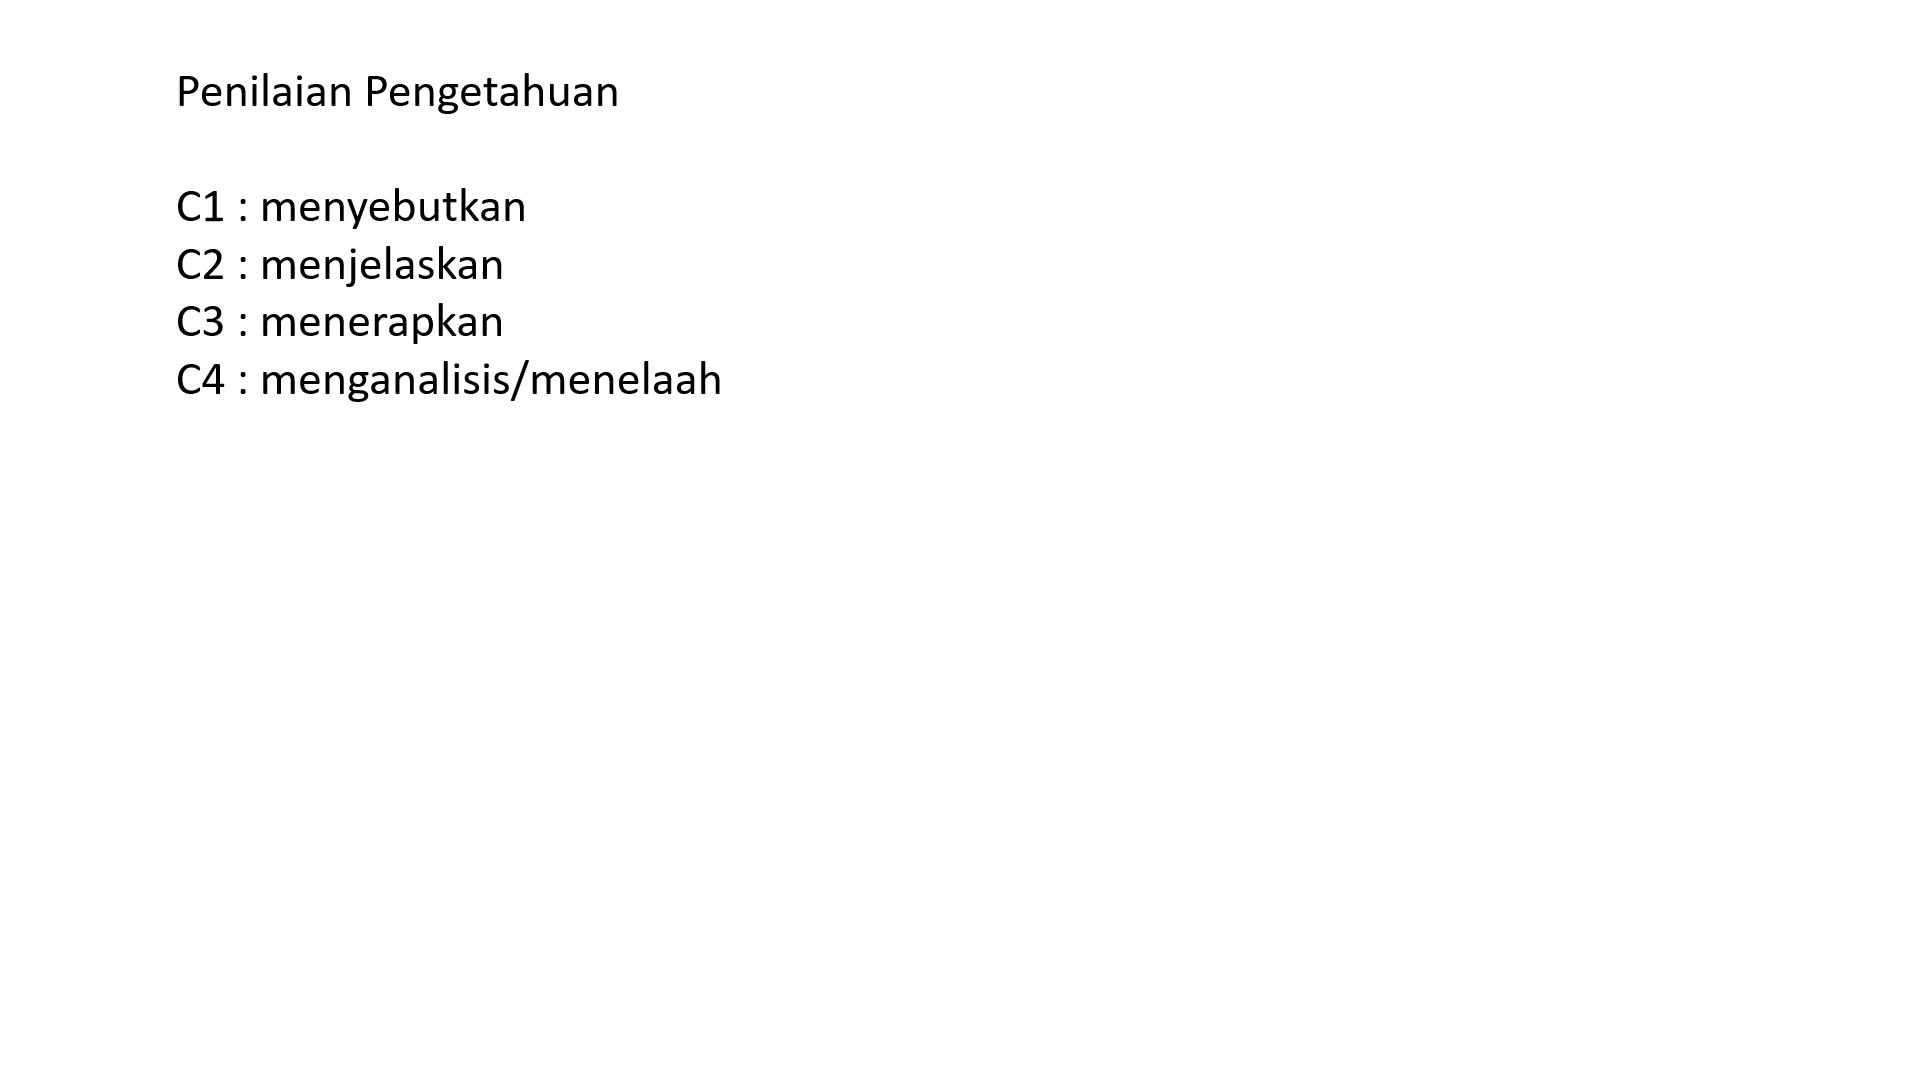 Penilaian Pengetahuan
C1 : menyebutkan
C2 : menjelaskan
C3 : menerapkan
C4 : menganalisis/menelaah